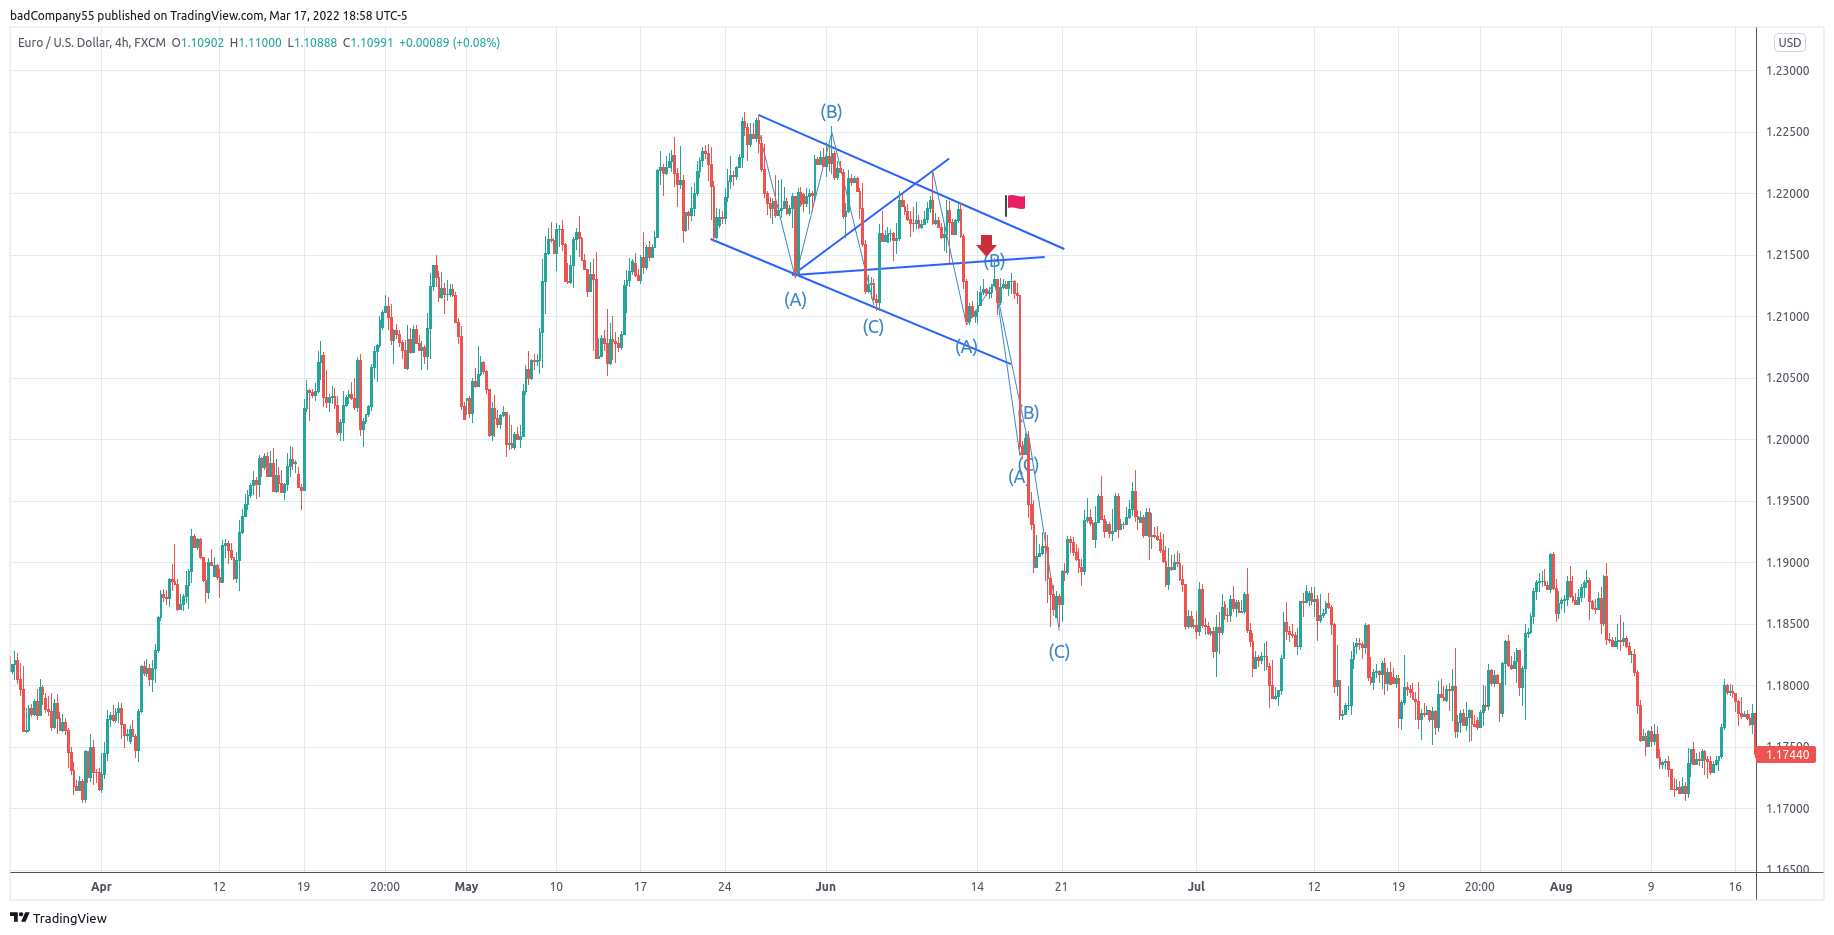 badCompany55 published on TradingView.com, Mar 17, 2022 18:58 UTC-5
Euro / U.S. Dollar, 4h, FXCM O1.10902 H1.11000 L1.10888 C1.10991 +0.00089 (+0.08%)
USD
1.23000
(B)
1.22500
1.22000
1.21500
(B)
(A)
1.21000
(C)
(A)
1.20500
(B)
1.20000
(C)
(A)
1.19500
1.19000
1.18500
(C)
1.18000
1.17500
1.17440
1.17000
1.16500
Apr 12 19 20:00 May 10 17 24 Jun 14 21 Jul 12 19 20:00 Aug 9 16
TradingView